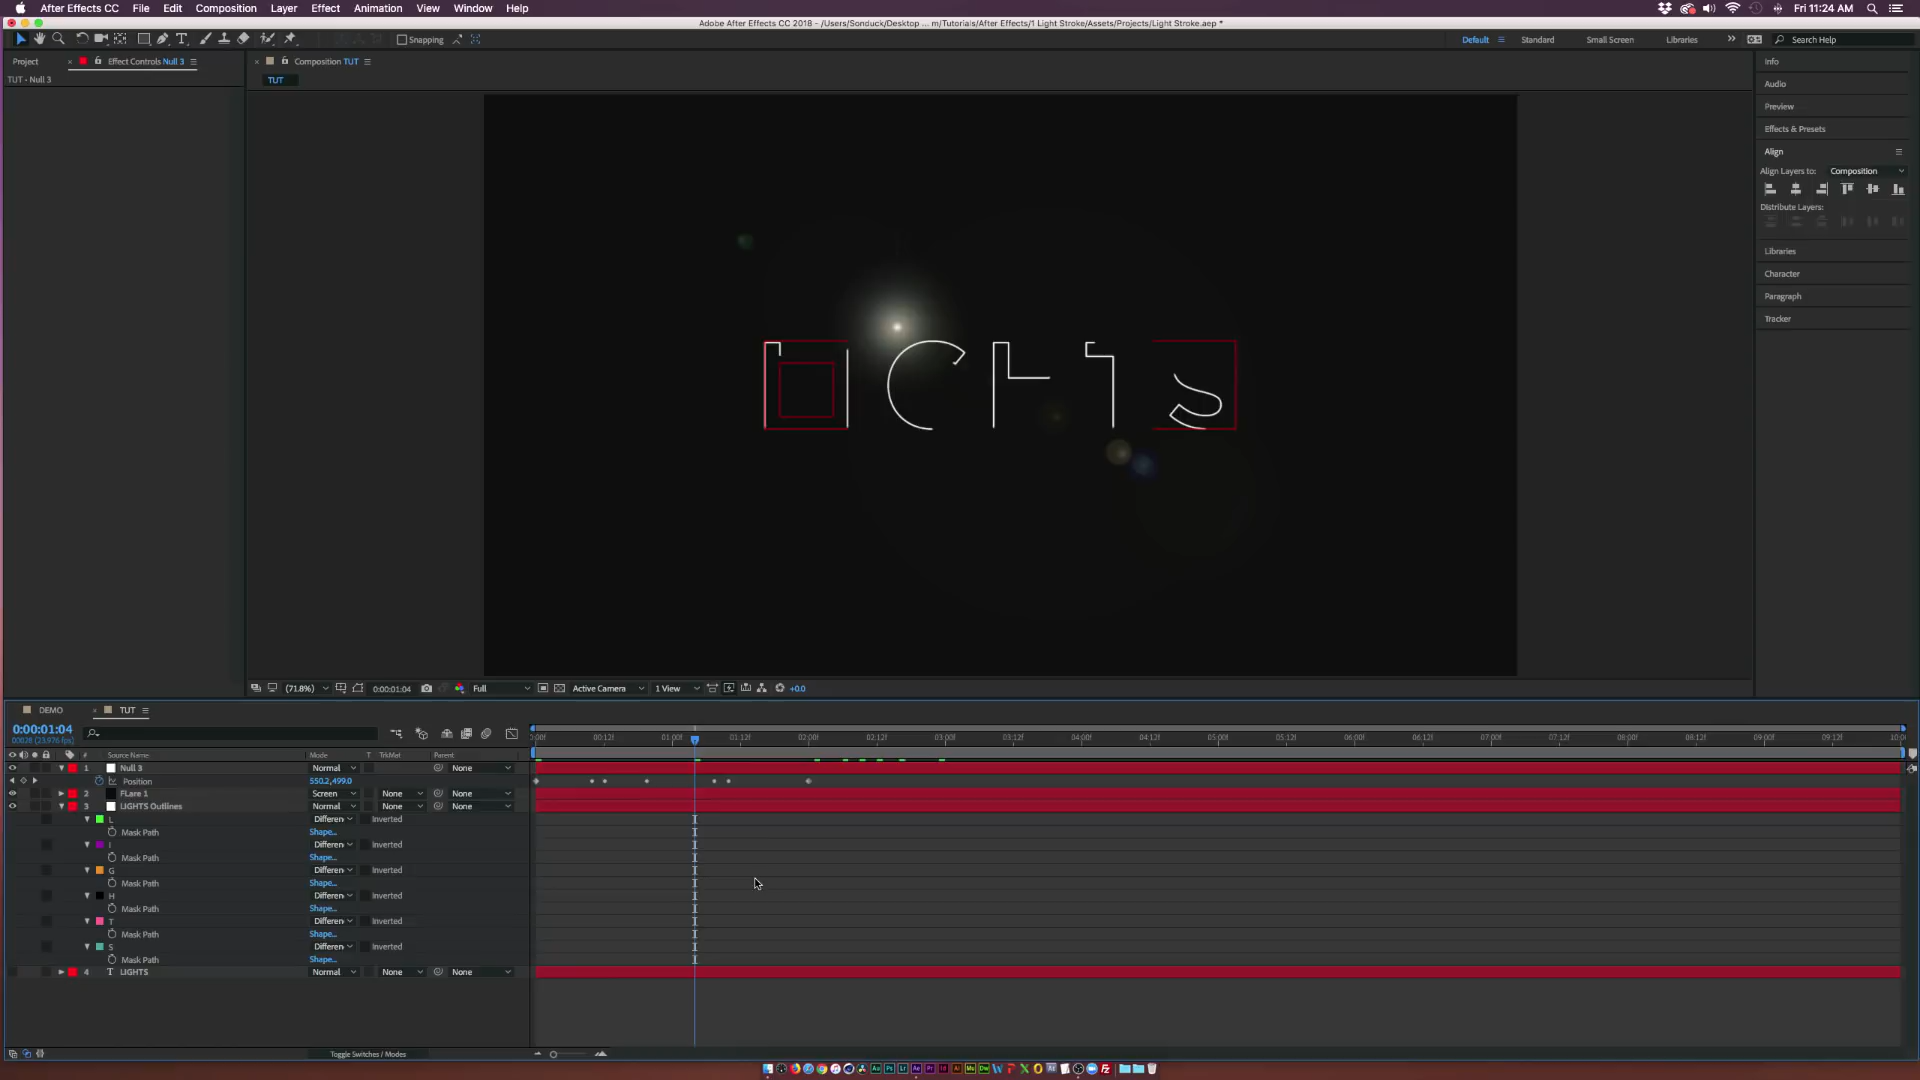 After Effects CC File Edit Composition Layer Effect Animation View Window Help Fri 11:24 AM
Adobe After Effects CC 2018 - /Users/Sonduck/Desktop ... m/Tutorials/After Effects/1 Light Stroke/Assets/Projects/Light Stroke.aep *
Snapping Default Standard Small Screen Libraries Search Help
Project Effect Controls Null 3 Composition TUT Info
TUT · Null 3 TUT Audio
Preview
Effects & Presets
Align
Align Layers to: Composition
Distribute Layers:
Libraries
Character
Paragraph
Tracker
(71.8%) 0:00:01:04 Full Active Camera 1 View +0.0
DEMO TUT
0:00:01:04
00028 (23.976 fps)
:00f 00:12f 01:00f 01:12f 02:00f 02:12f 03:00f 03:12f 04:00f 04:12f 05:00f 05:12f 06:00f 06:12f 07:00f 07:12f 08:00f 08:12f 09:00f 09:12f 10:0
# Source Name Mode T TrkMat Parent
1 Null 3 Normal None
Position 550.2,499.0
2 FLare 1 Screen None None
3 LIGHTS Outlines Normal None None
L Differen Inverted
Mask Path Shape...
I Differen Inverted
Mask Path Shape...
G Differen Inverted
Mask Path Shape...
H Differen Inverted
Mask Path Shape...
T Differen Inverted
Mask Path Shape...
S Differen Inverted
Mask Path Shape...
4 T LIGHTS Normal None None
Toggle Switches / Modes